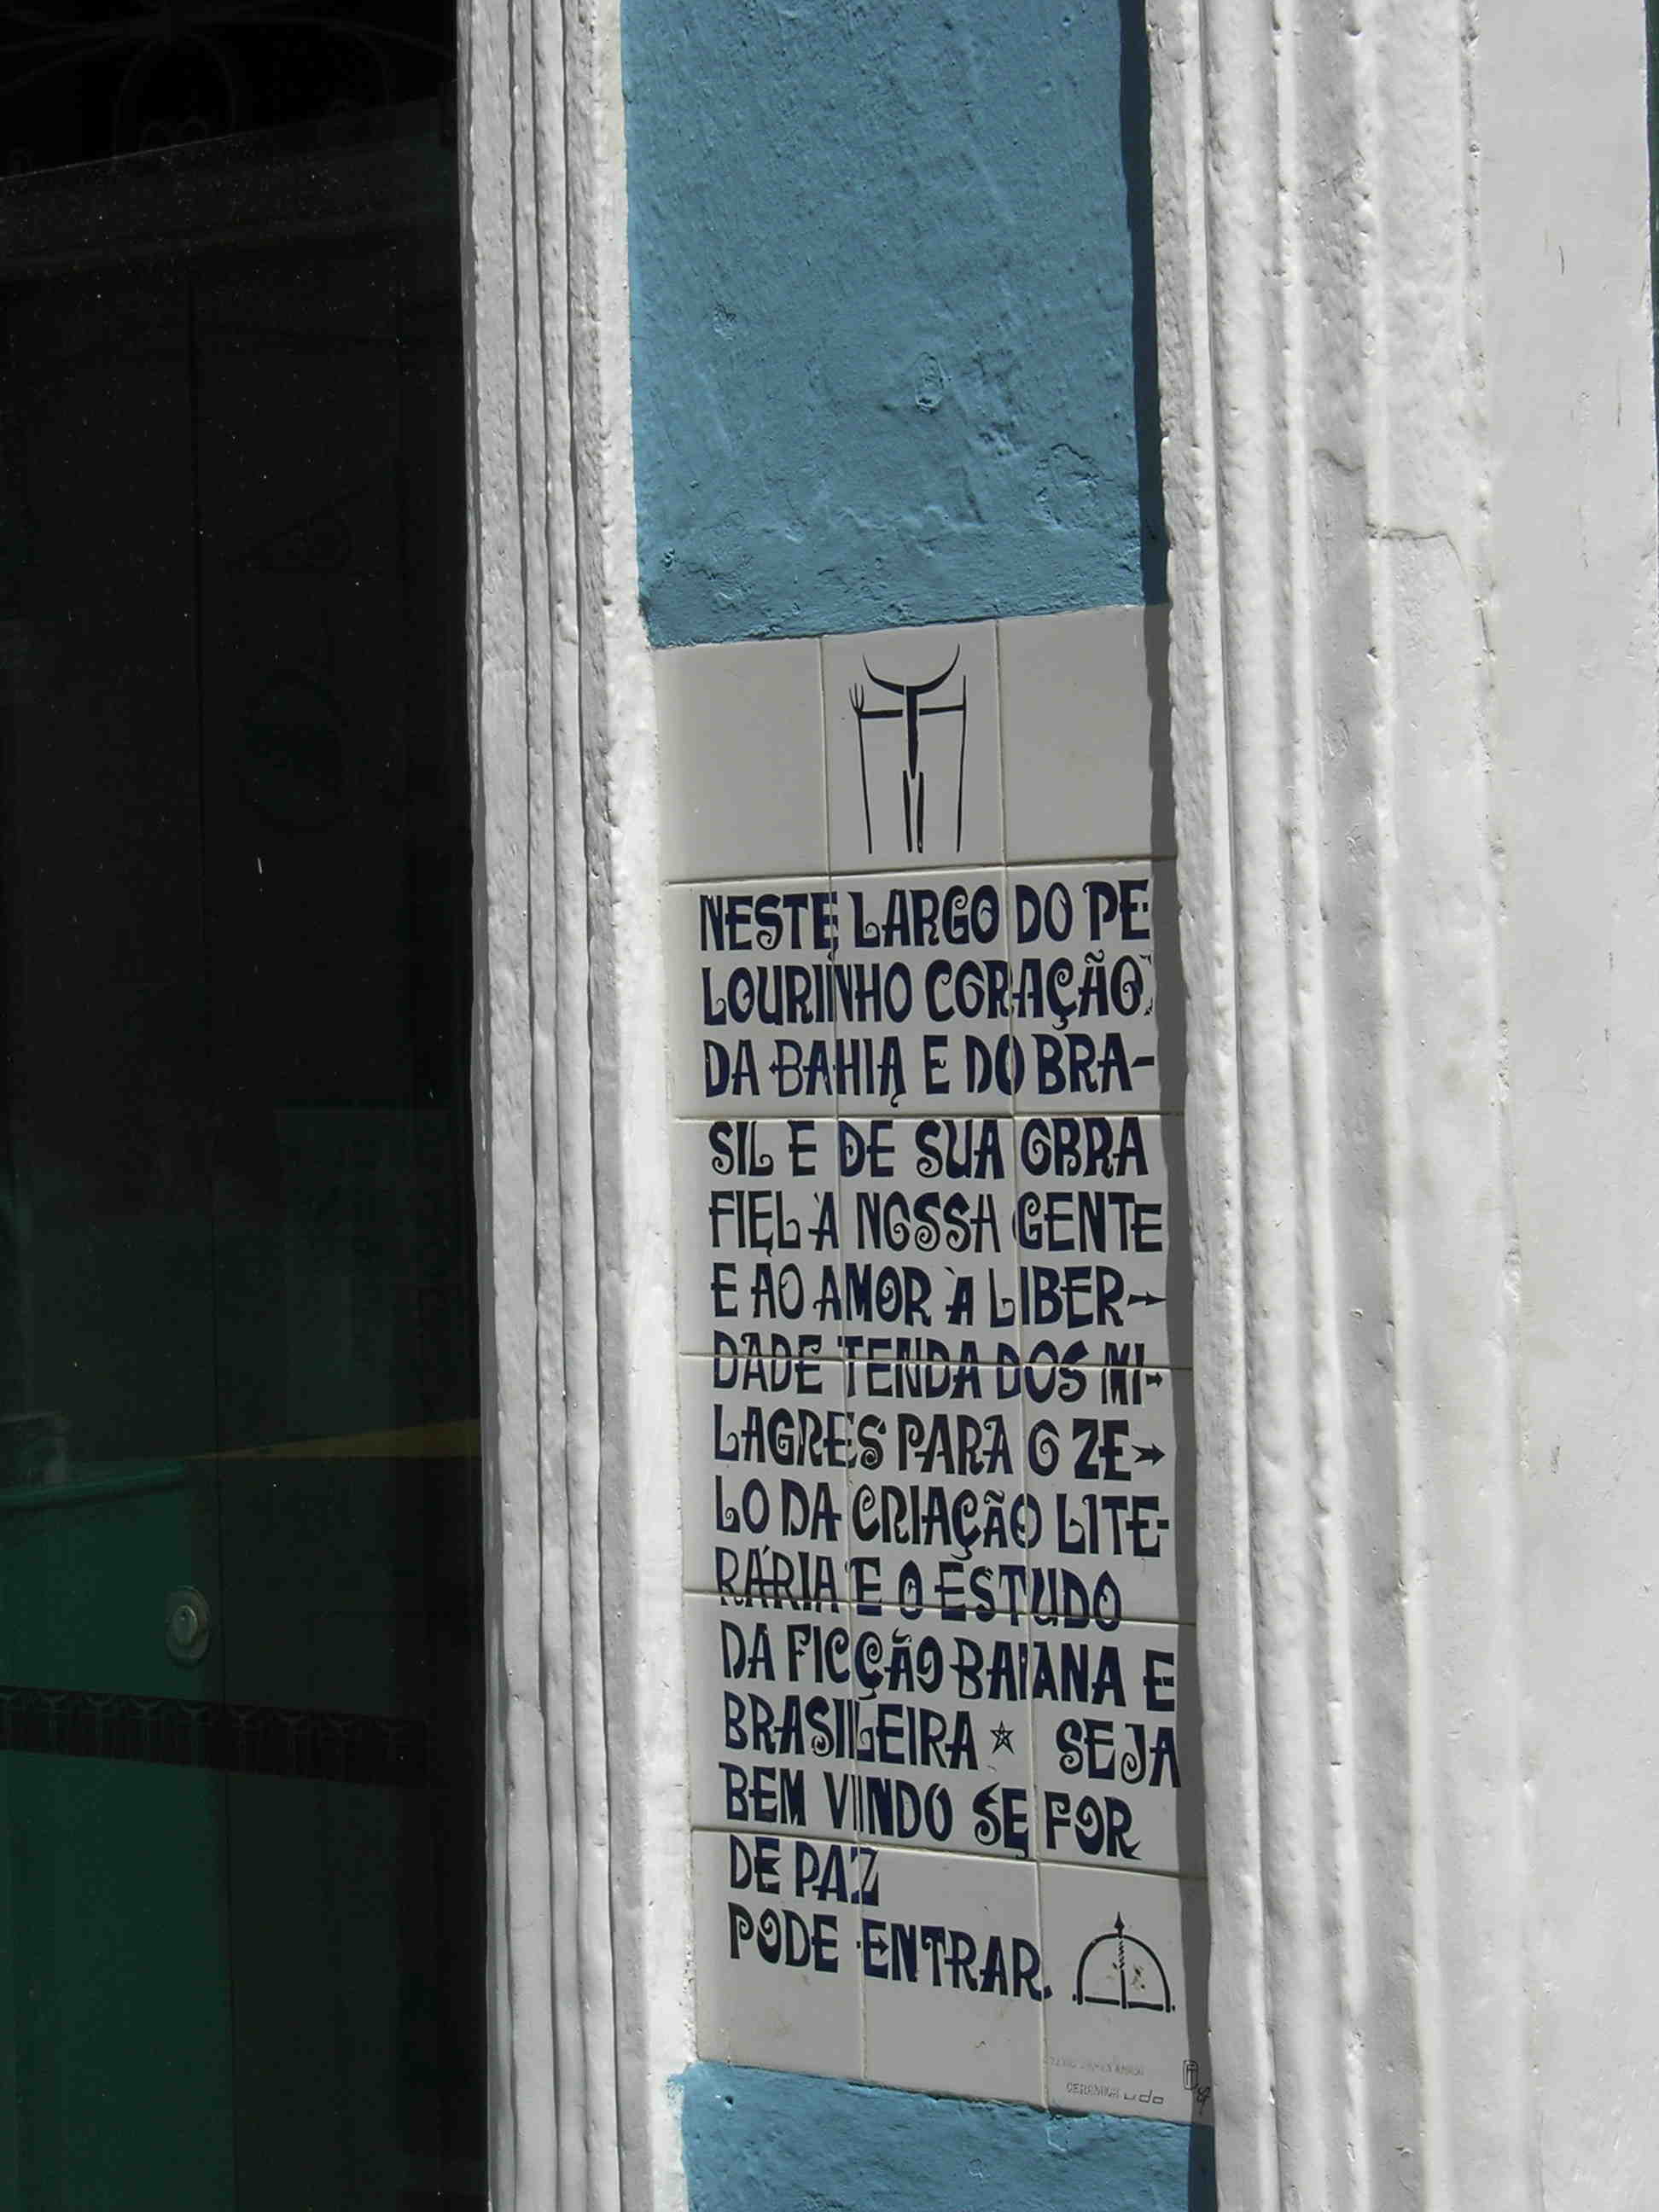 NESTE LARGO DO PE-
LOURINHO CORAÇÃO
DA BAHIA E DO BRA-
SIL E DE SUA OBRA
FIEL À NOSSA GENTE
E AO AMOR À LIBER-
DADE TENDA DOS MI-
LAGRES PARA O ZE-
LO DA CRIAÇÃO LITE-
RÁRIA E O ESTUDO
DA FICÇÃO BAIANA E
BRASILEIRA ☆ SEJA
BEM VINDO SE FOR
DE PAZ
PODE ENTRAR.
CERAMICA udo